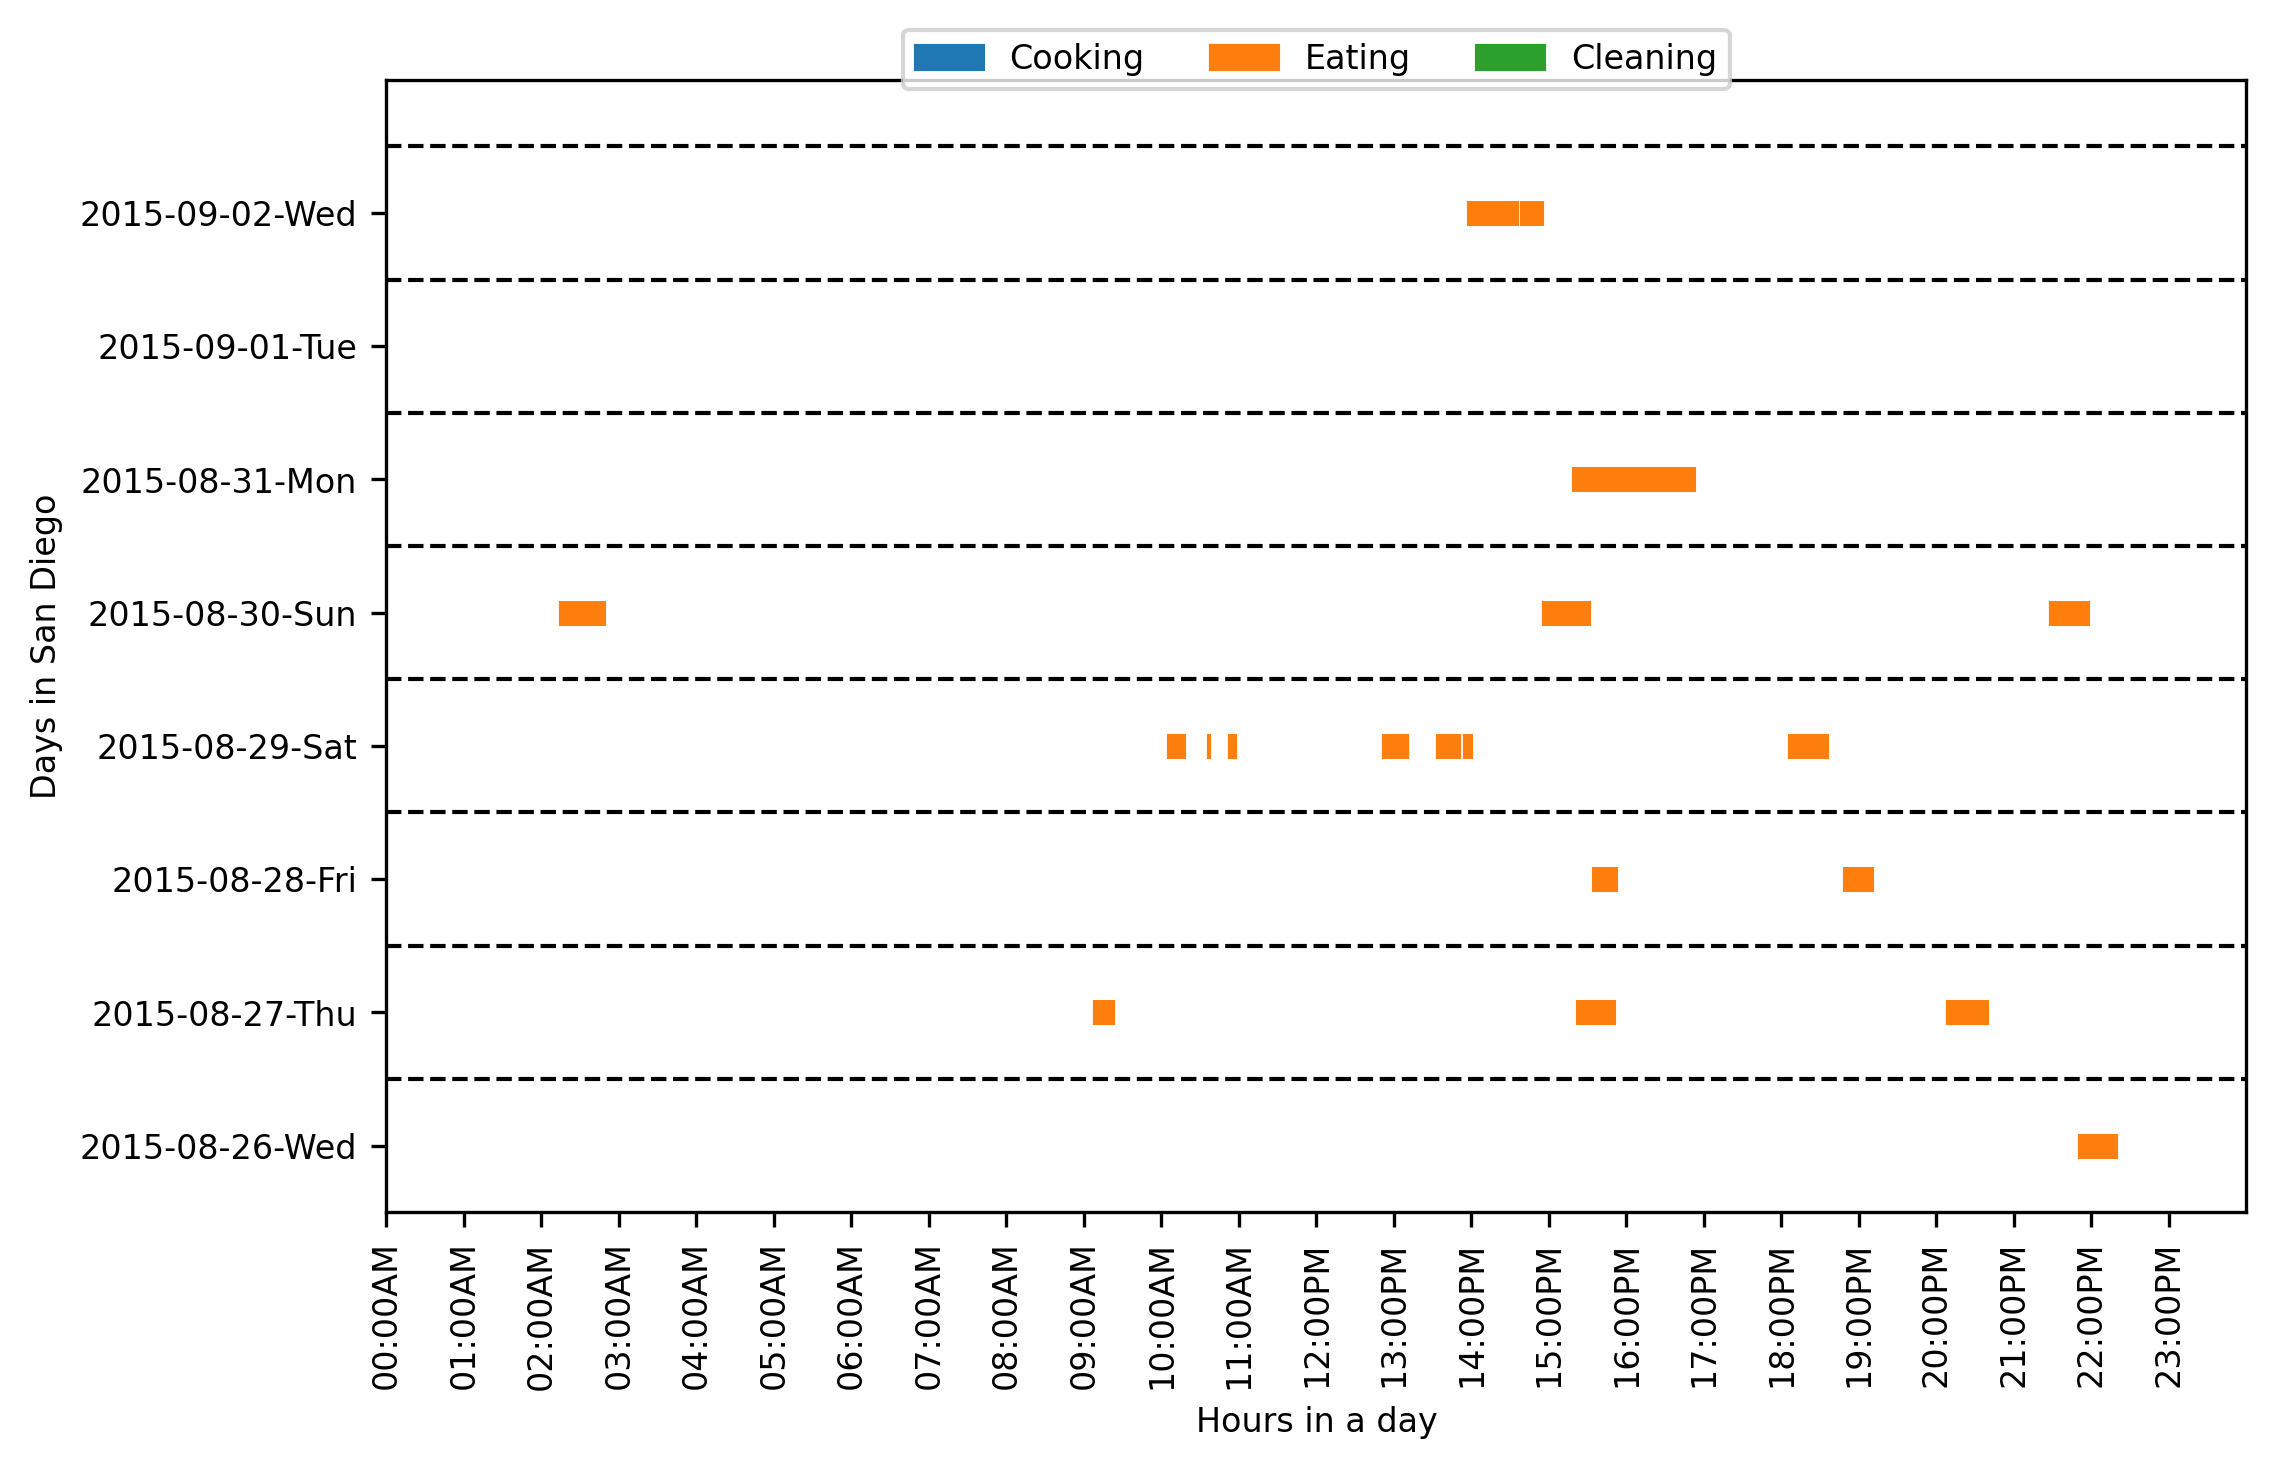 Cooking Eating Cleaning
2015-09-02-Wed
2015-09-01-Tue
2015-08-31-Mon
2015-08-30-Sun
2015-08-29-Sat
2015-08-28-Fri
2015-08-27-Thu
2015-08-26-Wed
Days in San Diego
00:00AM
01:00AM
02:00AM
03:00AM
04:00AM
05:00AM
06:00AM
07:00AM
08:00AM
09:00AM
10:00AM
11:00AM
12:00PM
13:00PM
14:00PM
15:00PM
16:00PM
17:00PM
18:00PM
19:00PM
20:00PM
21:00PM
22:00PM
23:00PM
Hours in a day